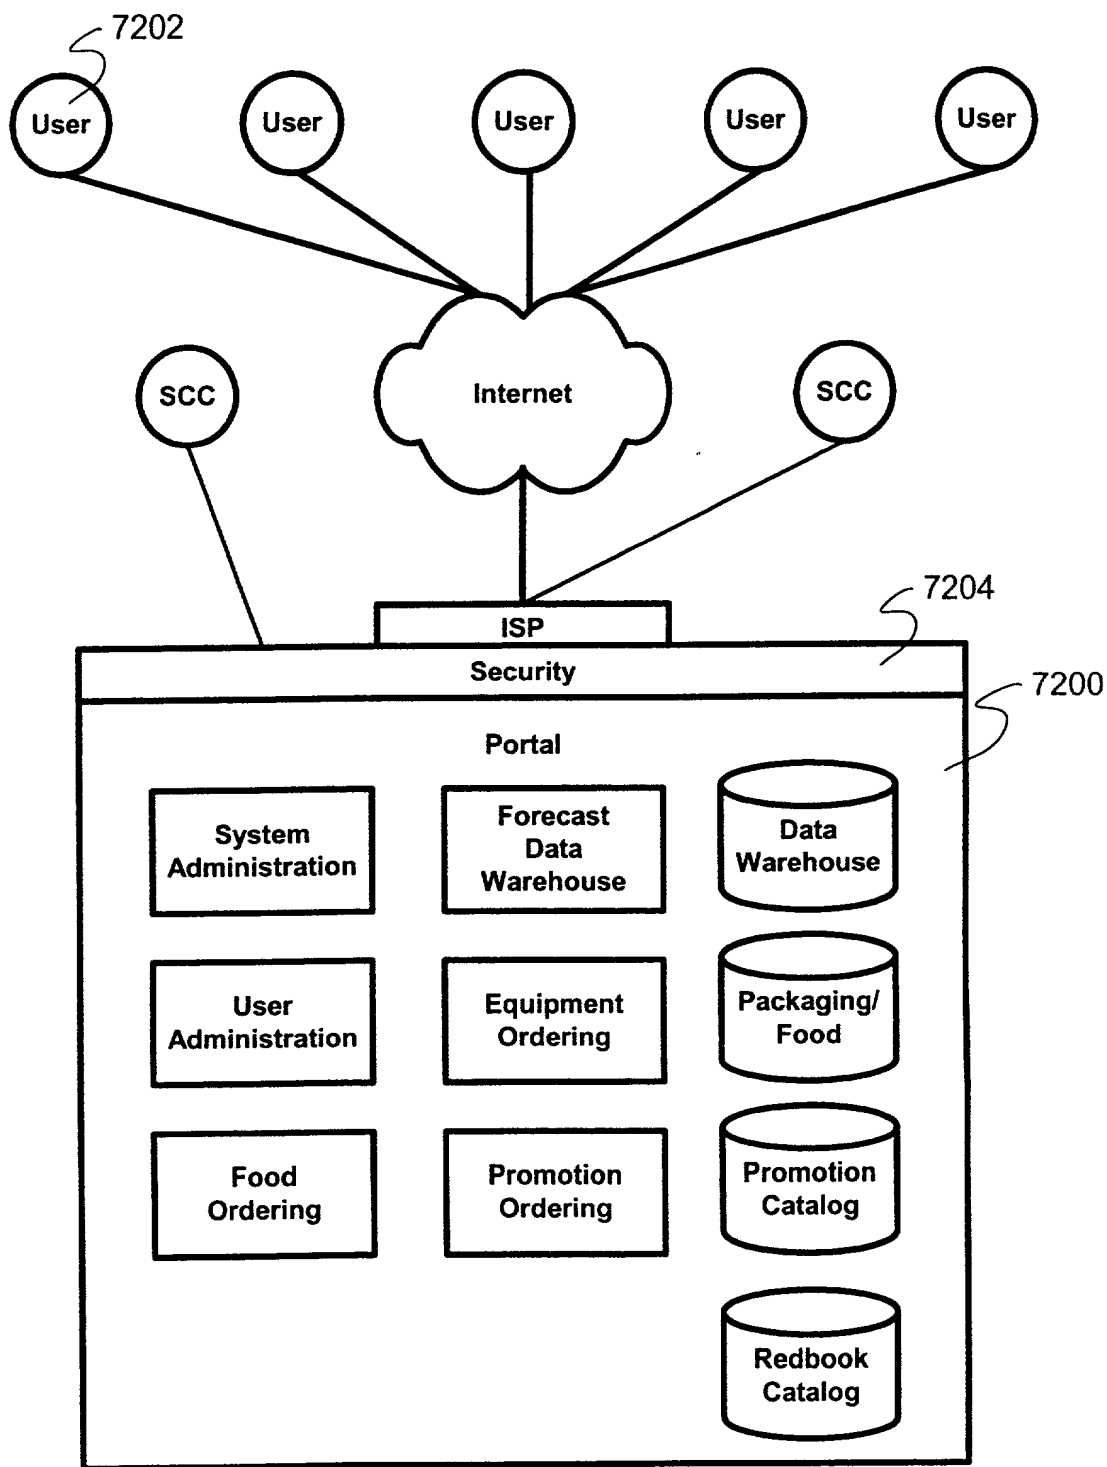 7202
User
User
User
User
User
Internet
SCC
SCC
7204
ISP
Security
7200
Portal
System
Administration
Forecast
Data
Warehouse
Data
Warehouse
User
Administration
Equipment
Ordering
Packaging/
Food
Food
Ordering
Promotion
Ordering
Promotion
Catalog
Redbook
Catalog